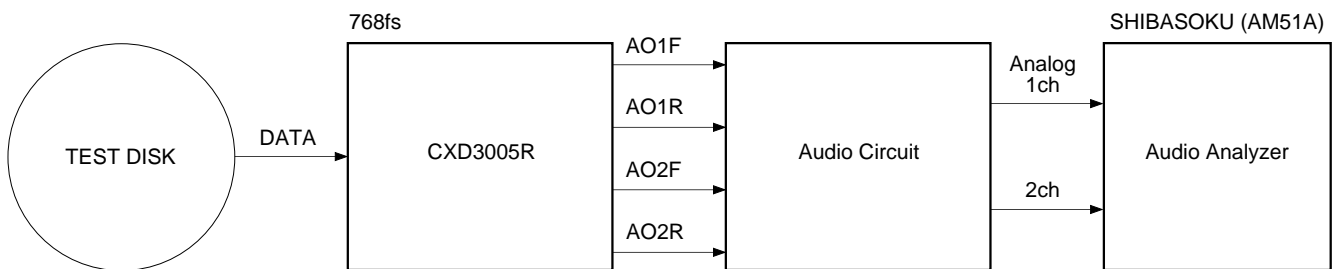 768fs
SHIBASOKU (AM51A)
TEST DISK
DATA
CXD3005R
AO1F
AO1R
AO2F
AO2R
Audio Circuit
Analog
1ch
2ch
Audio Analyzer